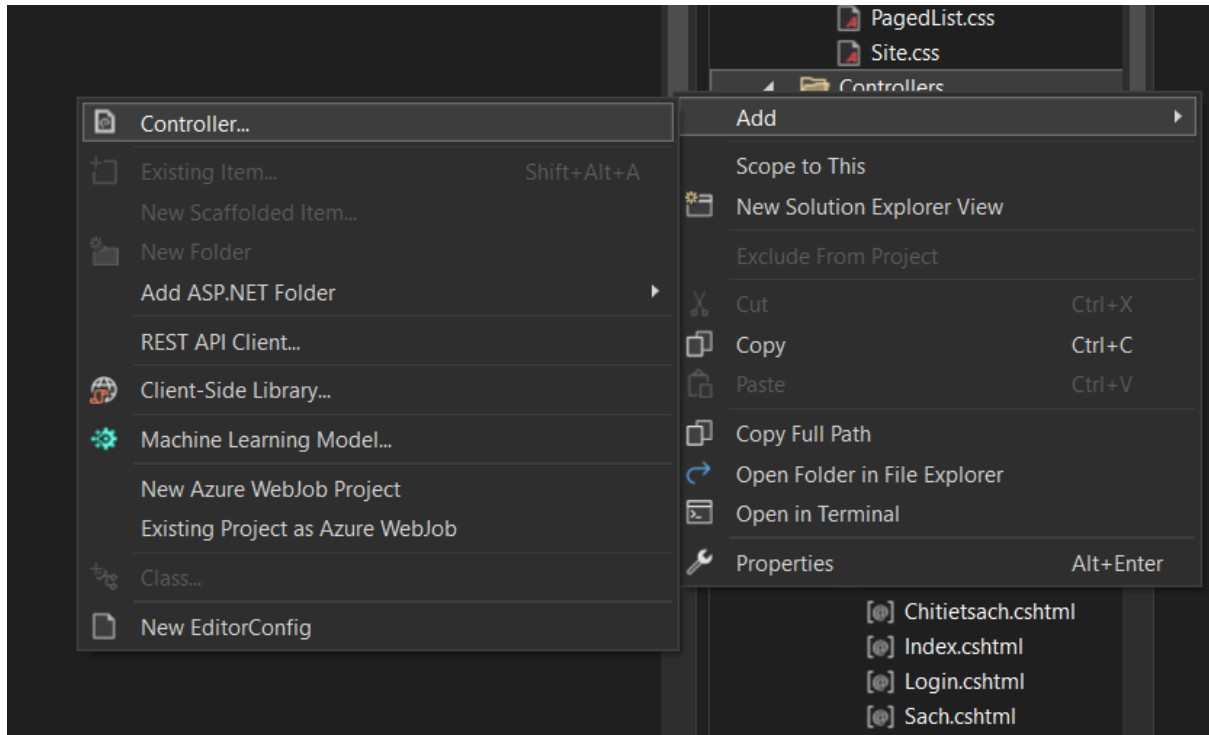 PagedList.css
Site.css
Controllers
Controller...
Existing Item... Shift+Alt+A
New Scaffolded Item...
New Folder
Add ASP.NET Folder
REST API Client...
Client-Side Library...
Machine Learning Model...
New Azure WebJob Project
Existing Project as Azure WebJob
Class...
New EditorConfig
Add
Scope to This
New Solution Explorer View
Exclude From Project
Cut Ctrl+X
Copy Ctrl+C
Paste Ctrl+V
Copy Full Path
Open Folder in File Explorer
Open in Terminal
Properties Alt+Enter
[@] Chitietsach.cshtml
[@] Index.cshtml
[@] Login.cshtml
[@] Sach.cshtml